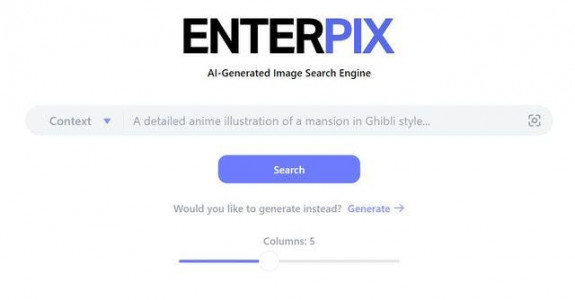 ENTERPIX
AI-Generated Image Search Engine
Context A detailed anime illustration of a mansion in Ghibli style...
Search
Would you like to generate instead? Generate →
Columns: 5